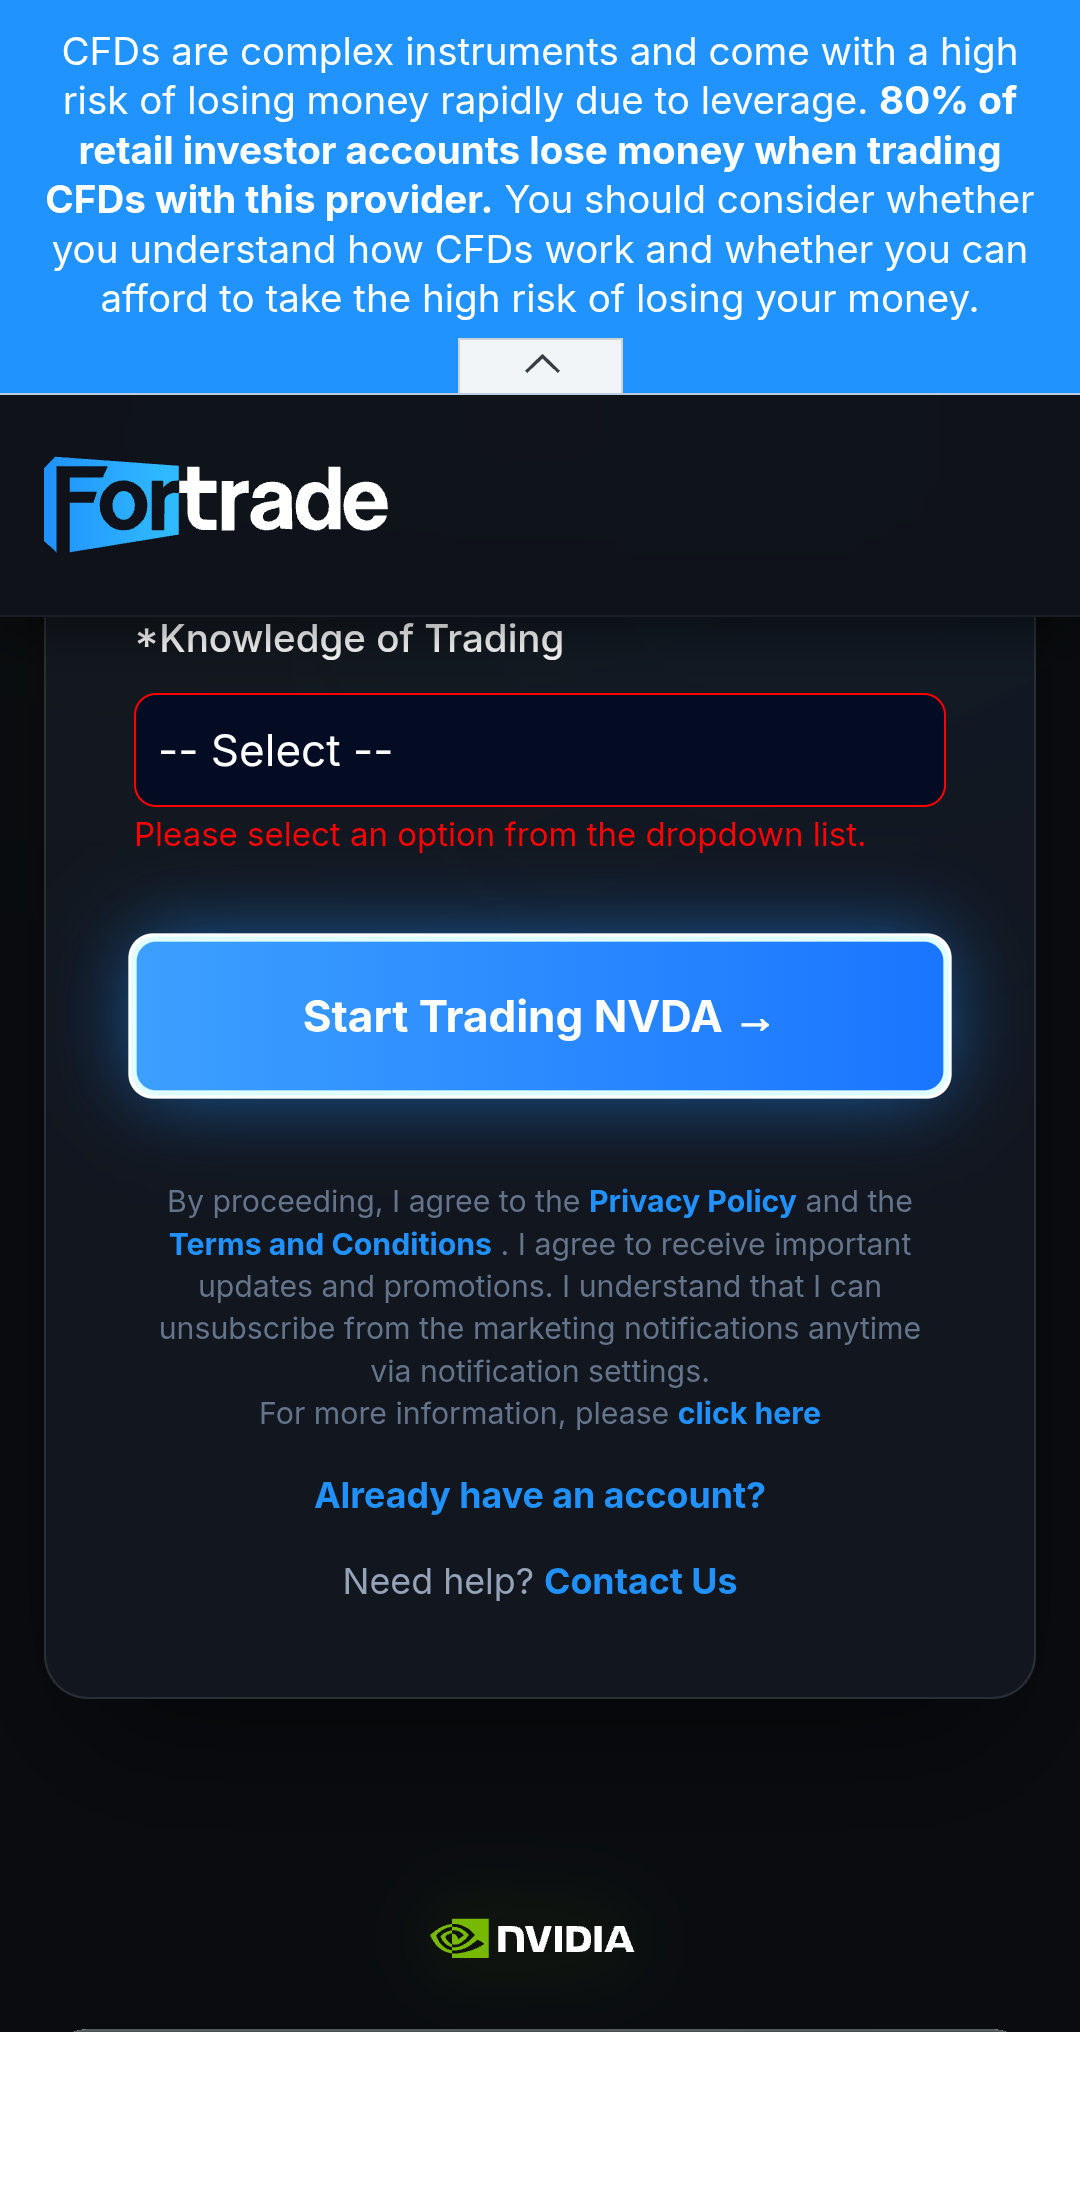 CFDs are complex instruments and come with a high
risk of losing money rapidly due to leverage. 80% of
retail investor accounts lose money when trading
CFDs with this provider. You should consider whether
you understand how CFDs work and whether you can
afford to take the high risk of losing your money.
Fortrade
*Knowledge of Trading
-- Select --
Please select an option from the dropdown list.
Start Trading NVDA →
By proceeding, I agree to the Privacy Policy and the
Terms and Conditions . I agree to receive important
updates and promotions. I understand that I can
unsubscribe from the marketing notifications anytime
via notification settings.
For more information, please click here
Already have an account?
Need help? Contact Us
NVIDIA